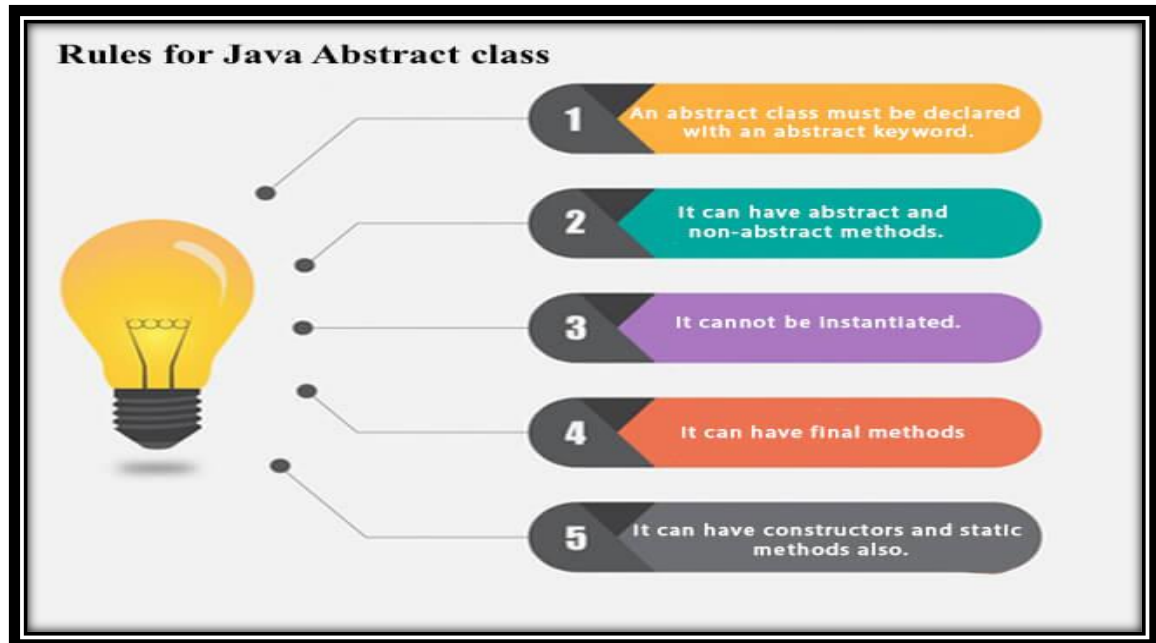 Rules for Java Abstract class
1
An abstract class must be declared
with an abstract keyword.
2
It can have abstract and
non-abstract methods.
3
It cannot be instantiated.
4
It can have final methods
5
It can have constructors and static
methods also.